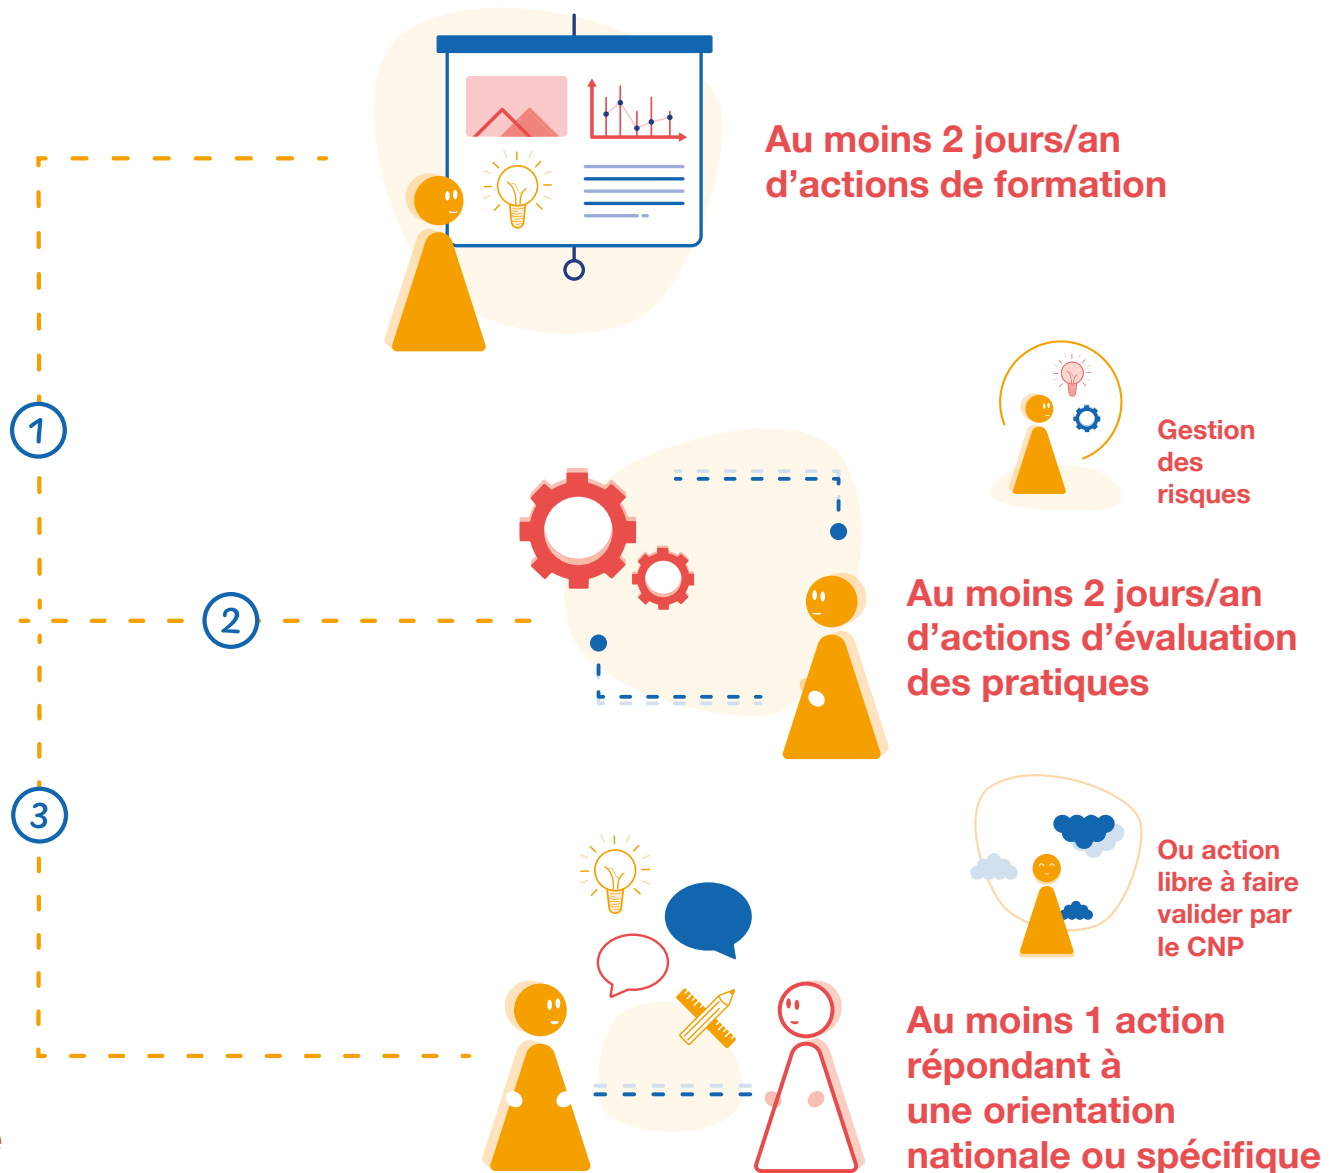 Au moins 2 jours/an
d’actions de formation
1
Gestion
des
risques
2
Au moins 2 jours/an
d’actions d’évaluation
des pratiques
3
Ou action
libre à faire
valider par
le CNP
Au moins 1 action
répondant à
une orientation
nationale ou spécifique